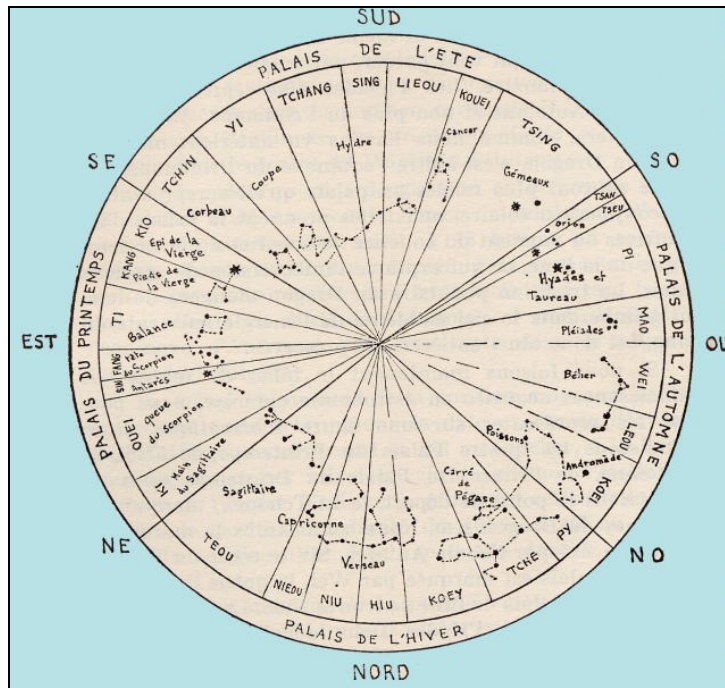 SUD
PALAIS DE L'ETE
SE
SO
EST
OU
NE
NO
NORD
PALAIS DU PRINTEMPS
PALAIS DE L'AUTOMNE
PALAIS DE L'HIVER
TCHIN
YI
TCHANG
SING
LIEOU
KOUEI
TSING
TSAN
TSEU
PI
MAO
WEI
LEOU
KOEI
PY
TCHE
KOEY
HIU
NIU
NIEOU
TEOU
KI
OUEI
SIN
FANG
TI
KANG
KIO
Corbeau
Coupe
Hydre
Cancer
Gémeaux
Orion
Hyades et
Taureau
Pléiades
Bélier
Andromède
Poissons
Carré
de
Pégase
Verseau
Capricorne
Sagittaire
Main
du Sagittaire
queue
du Scorpion
Antarès
du Scorpion
Balance
Pieds de
la Vierge
Epi de la
Vierge